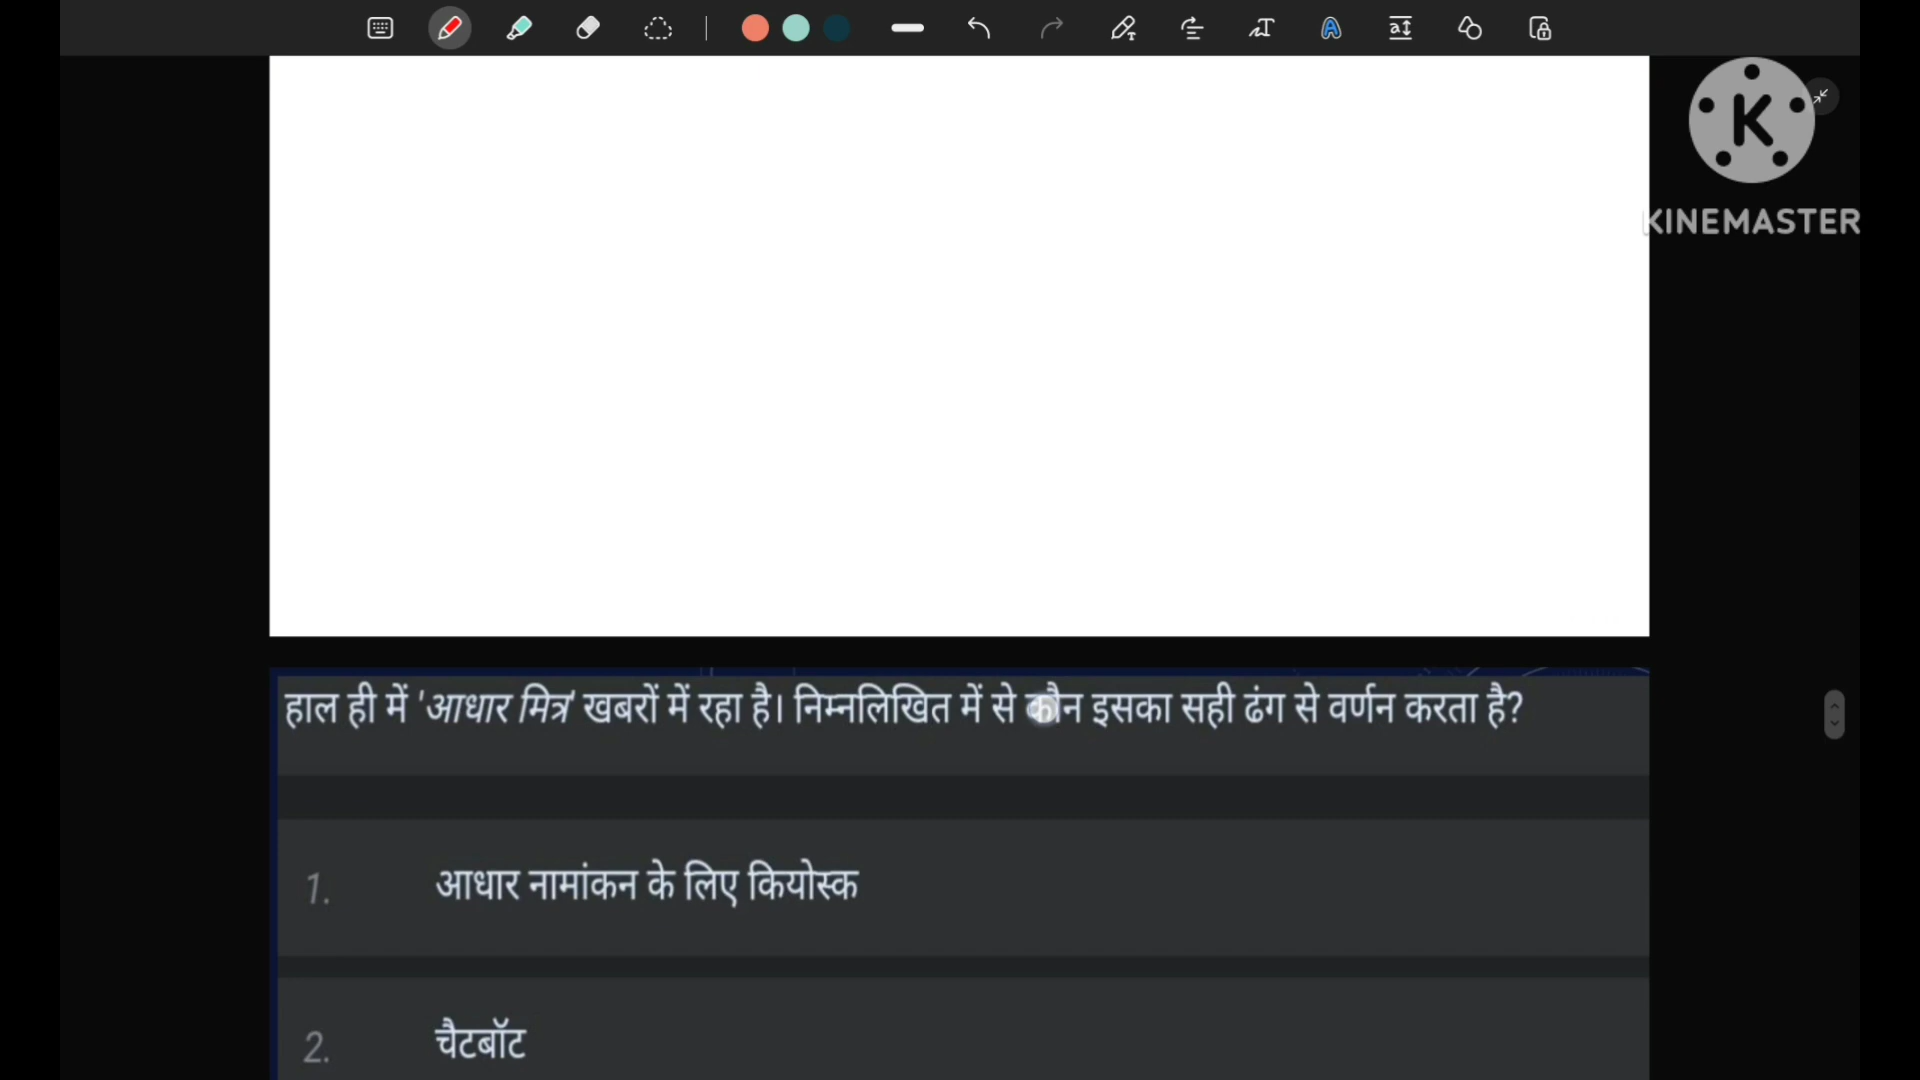 K
KINEMASTER
हाल ही में 'आधार मित्र' खबरों में रहा है। निम्नलिखित में से कौन इसका सही ढंग से वर्णन करता है?
1. आधार नामांकन के लिए कियोस्क
2. चैटबॉट